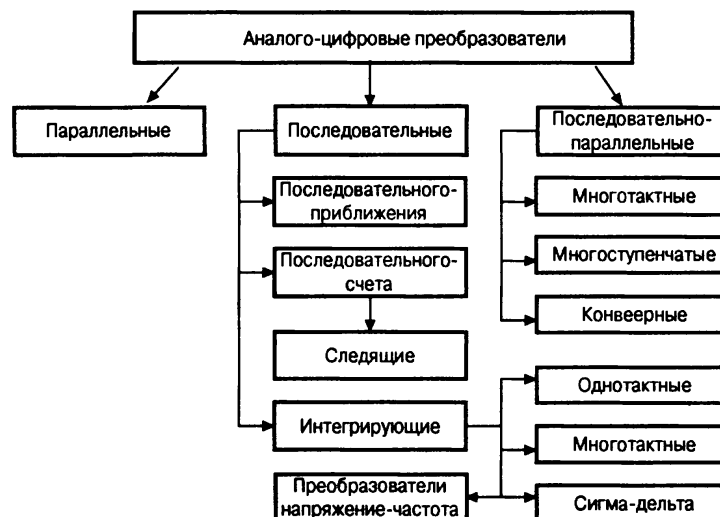 Аналого-цифровые преобразователи
Параллельные
Последовательные
Последовательно-
параллельные
Последовательного-
приближения
Многотактные
Последовательного-
счета
Многоступенчатые
Следящие
Конвеерные
Интегрирующие
Однотактные
Многотактные
Преобразователи
напряжение-частота
Сигма-дельта